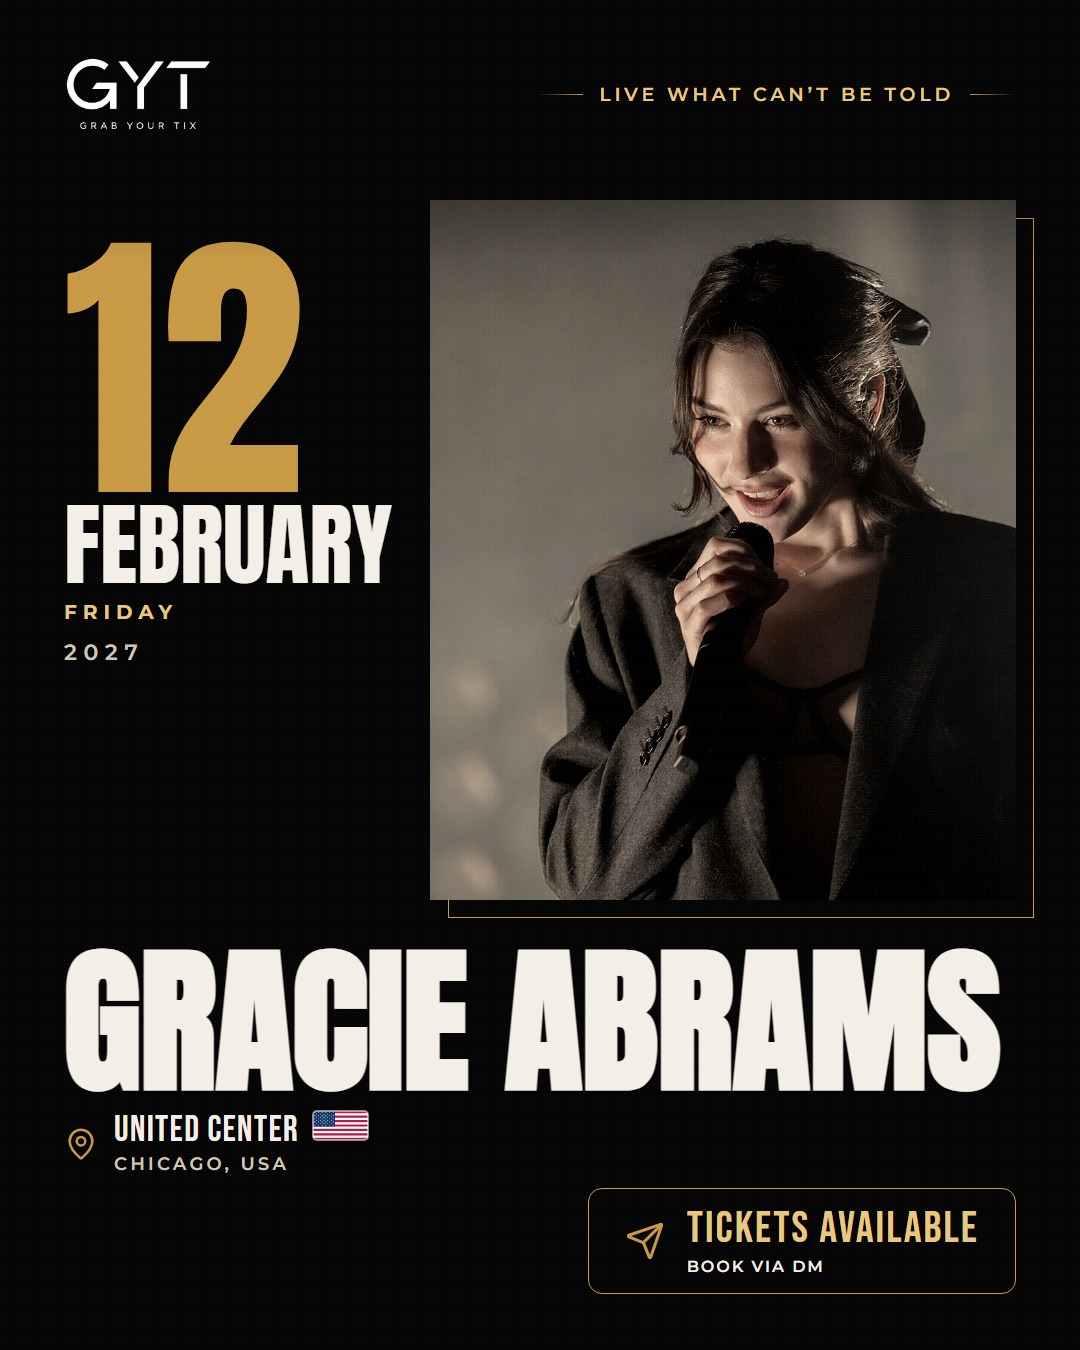 GYT
GRAB YOUR TIX
LIVE WHAT CAN’T BE TOLD
12
FEBRUARY
FRIDAY
2027
GRACIE ABRAMS
UNITED CENTER
CHICAGO, USA
TICKETS AVAILABLE
BOOK VIA DM